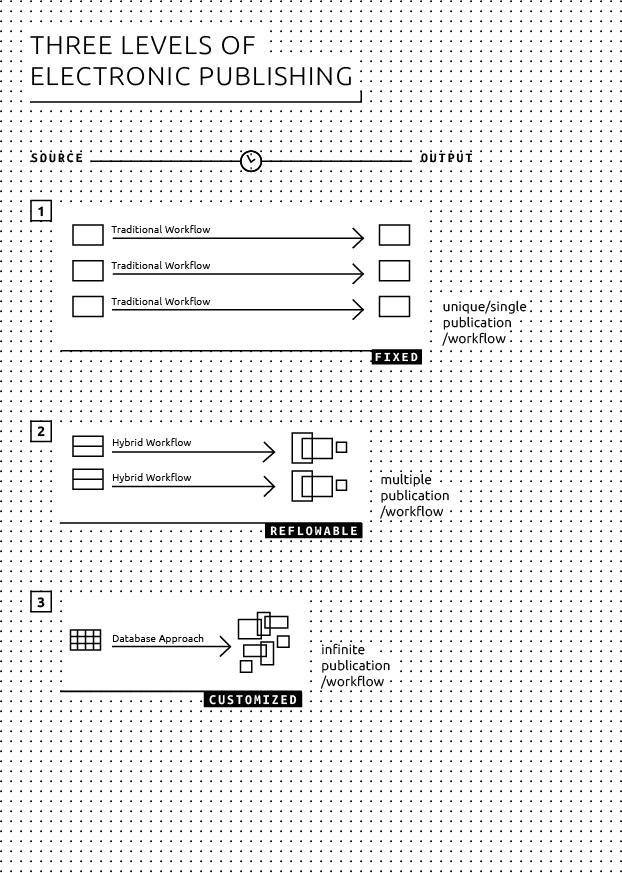 THREE LEVELS OF
ELECTRONIC PUBLISHING
SOURCE
OUTPUT
1
Traditional Workflow
Traditional Workflow
Traditional Workflow
unique/single
publication
/workflow
FIXED
2
Hybrid Workflow
Hybrid Workflow
multiple
publication
/workflow
REFLOWABLE
3
Database Approach
infinite
publication
/workflow
CUSTOMIZED